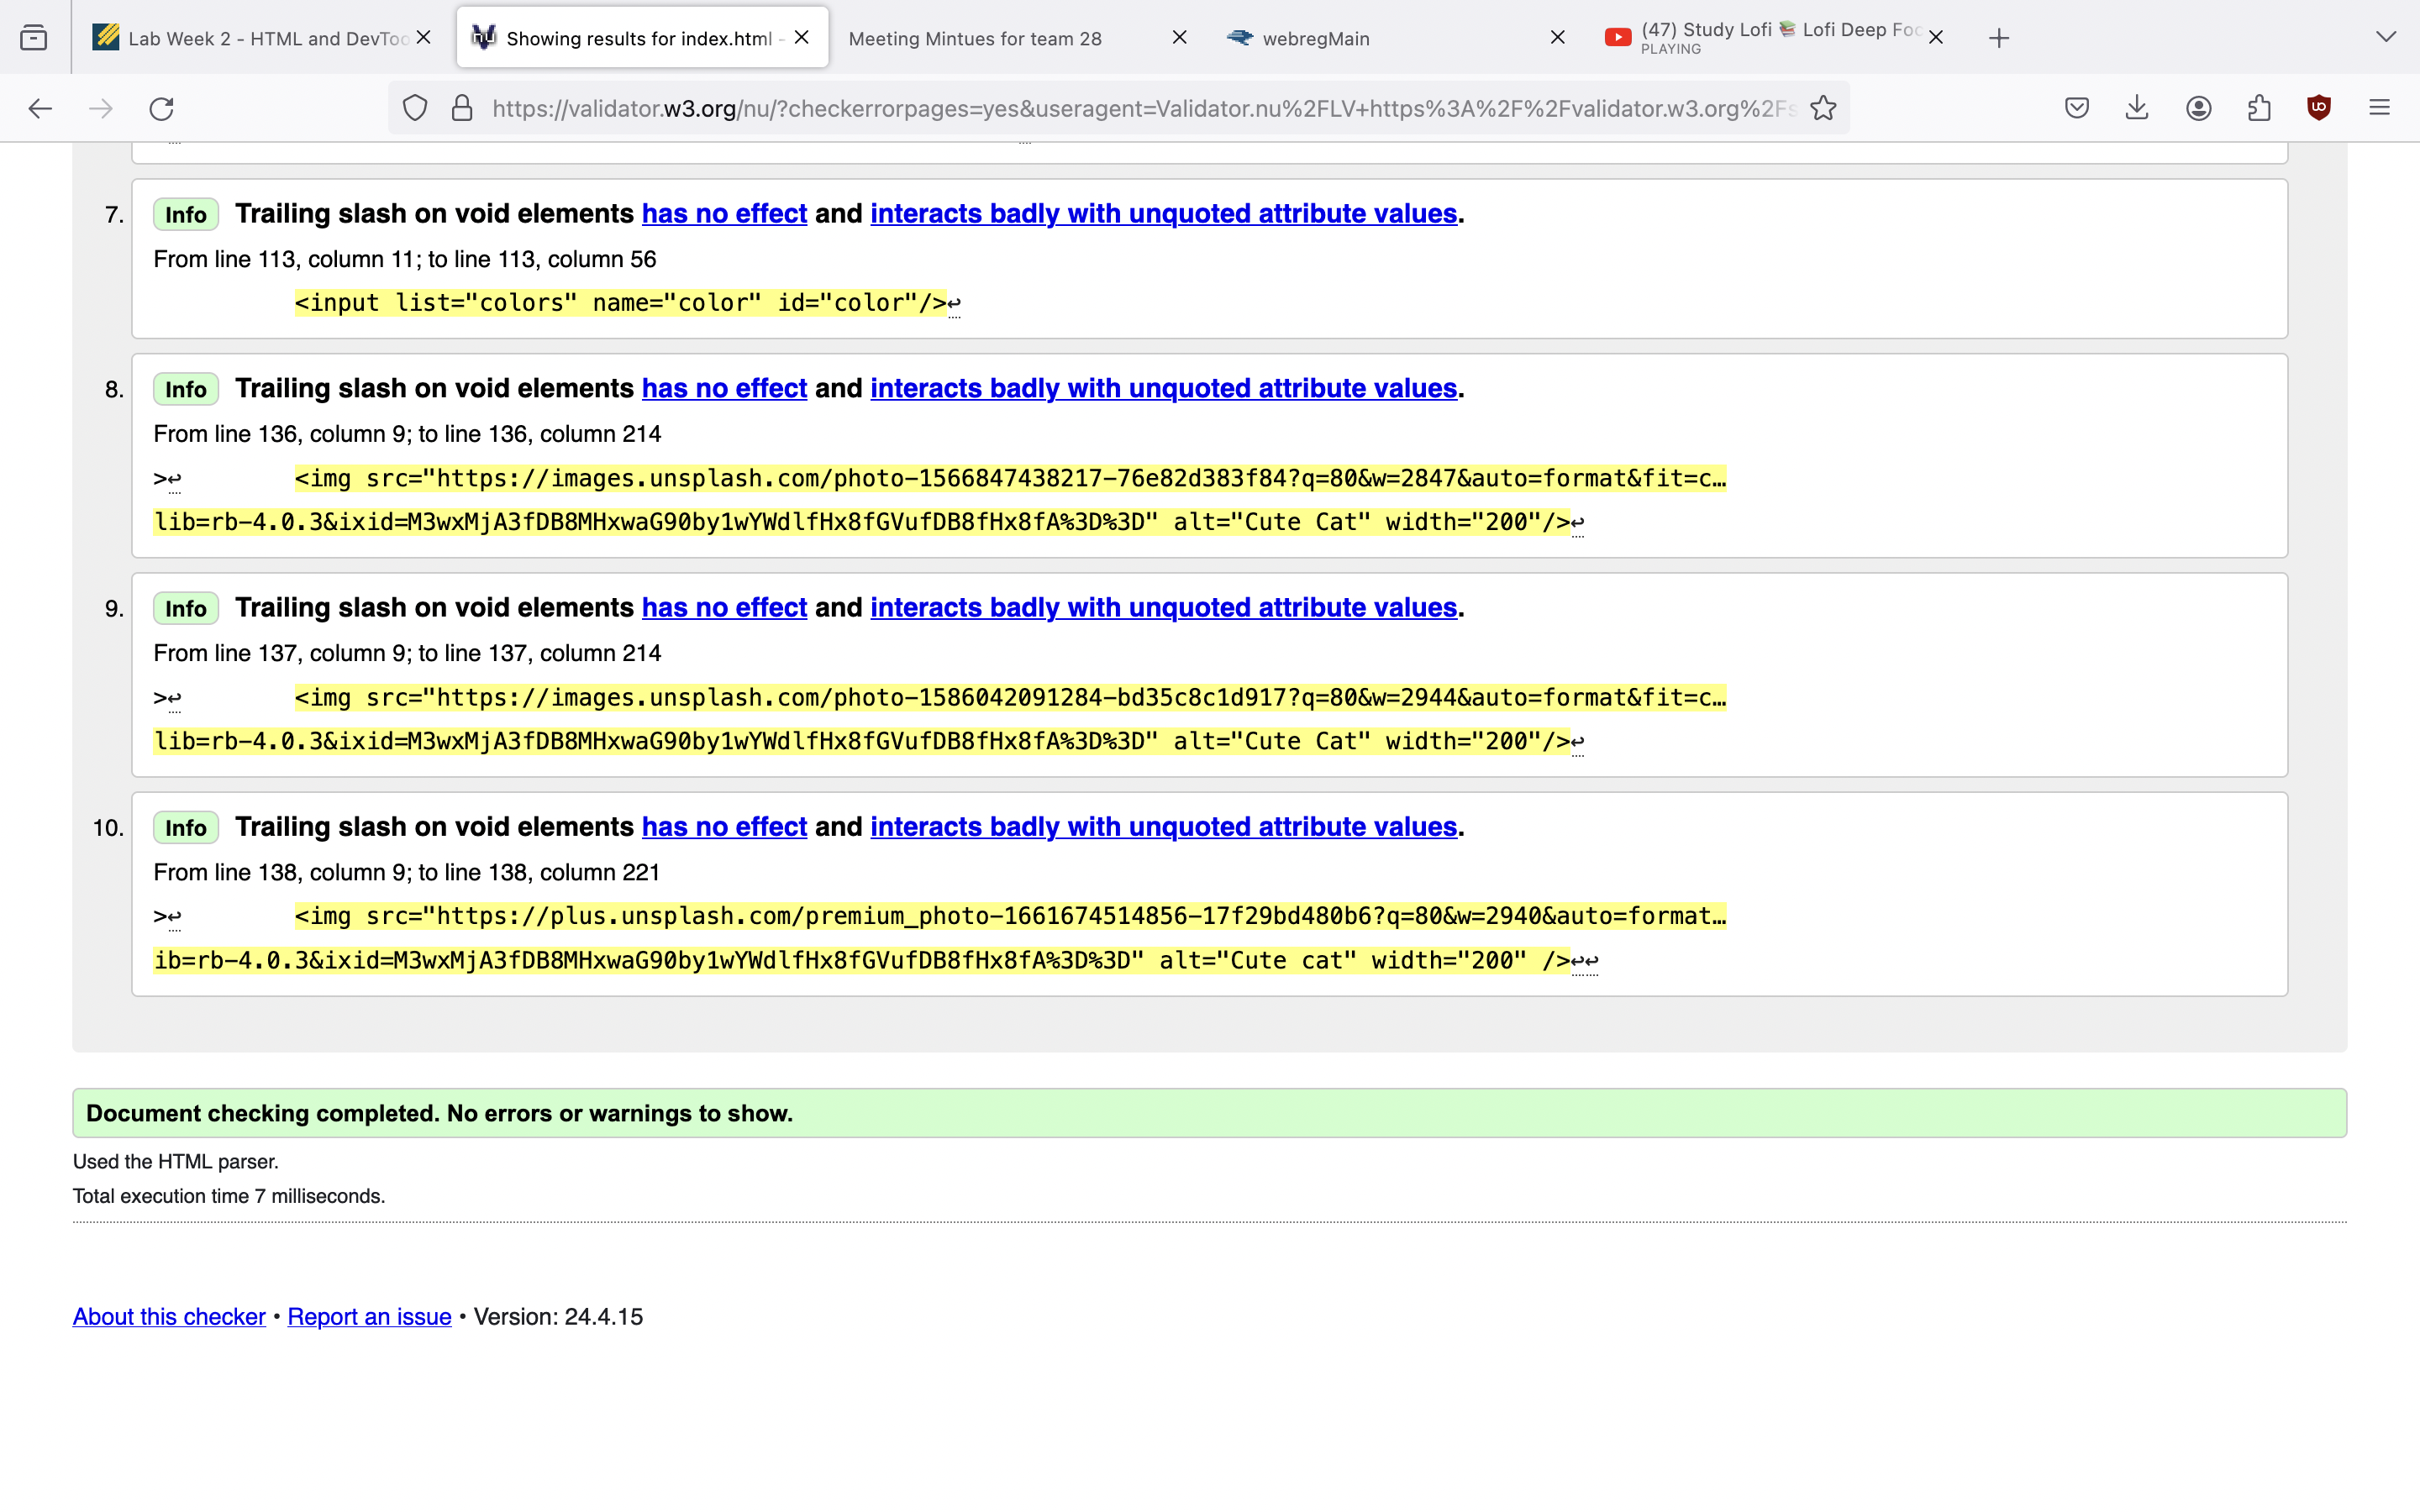 Lab Week 2 - HTML and DevToo
Showing results for index.html -
Meeting Mintues for team 28
webregMain
(47) Study Lofi 📚 Lofi Deep Foc
PLAYING
https://validator.w3.org/nu/?checkerrorpages=yes&useragent=Validator.nu%2FLV+https%3A%2F%2Fvalidator.w3.org%2Fs
7. Info Trailing slash on void elements has no effect and interacts badly with unquoted attribute values.
From line 113, column 11; to line 113, column 56
<input list="colors" name="color" id="color"/>↩
8. Info Trailing slash on void elements has no effect and interacts badly with unquoted attribute values.
From line 136, column 9; to line 136, column 214
>↩ <img src="https://images.unsplash.com/photo-1566847438217-76e82d383f84?q=80&w=2847&auto=format&fit=c…
lib=rb-4.0.3&ixid=M3wxMjA3fDB8MHxwaG90by1wYWdlfHx8fGVufDB8fHx8fA%3D%3D" alt="Cute Cat" width="200"/>↩
9. Info Trailing slash on void elements has no effect and interacts badly with unquoted attribute values.
From line 137, column 9; to line 137, column 214
>↩ <img src="https://images.unsplash.com/photo-1586042091284-bd35c8c1d917?q=80&w=2944&auto=format&fit=c…
lib=rb-4.0.3&ixid=M3wxMjA3fDB8MHxwaG90by1wYWdlfHx8fGVufDB8fHx8fA%3D%3D" alt="Cute Cat" width="200"/>↩
10. Info Trailing slash on void elements has no effect and interacts badly with unquoted attribute values.
From line 138, column 9; to line 138, column 221
>↩ <img src="https://plus.unsplash.com/premium_photo-1661674514856-17f29bd480b6?q=80&w=2940&auto=format…
ib=rb-4.0.3&ixid=M3wxMjA3fDB8MHxwaG90by1wYWdlfHx8fGVufDB8fHx8fA%3D%3D" alt="Cute cat" width="200" />↩↩
Document checking completed. No errors or warnings to show.
Used the HTML parser.
Total execution time 7 milliseconds.
About this checker • Report an issue • Version: 24.4.15